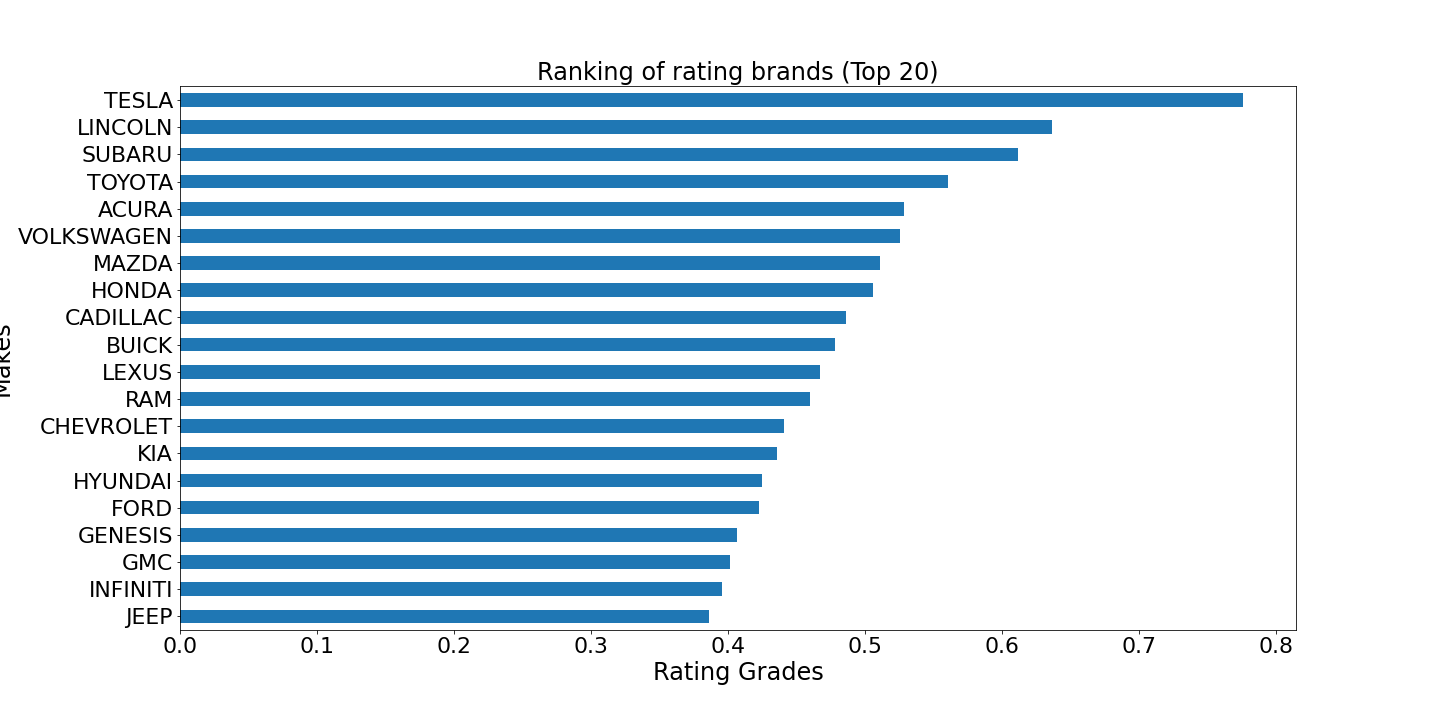 Ranking of rating brands (Top 20)
TESLA
LINCOLN
SUBARU
TOYOTA
ACURA
VOLKSWAGEN
MAZDA
HONDA
CADILLAC
BUICK
LEXUS
RAM
CHEVROLET
KIA
HYUNDAI
FORD
GENESIS
GMC
INFINITI
JEEP
Makes
0.0 0.1 0.2 0.3 0.4 0.5 0.6 0.7 0.8
Rating Grades